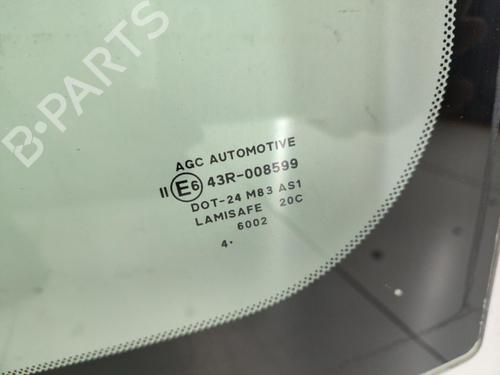 B-PARTS
AGC AUTOMOTIVE
II E6 43R-008599
DOT-24 M83 AS1
LAMISAFE 20C
6002
4.